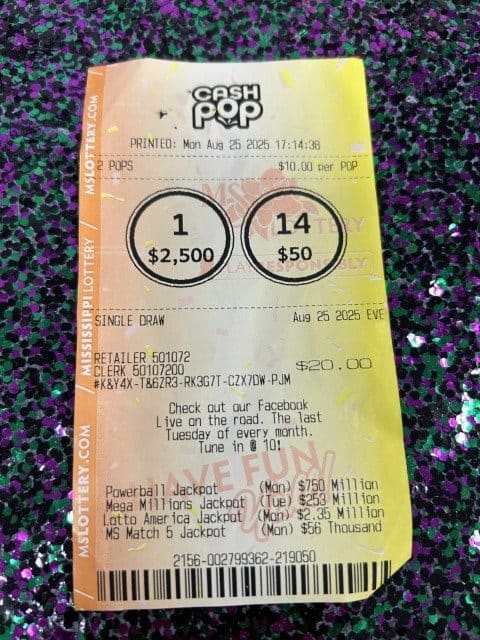 CASH
POP
PRINTED: Mon Aug 25 2025 17:14:38
2 POPS $10.00 per POP
1
$2,500
14
$50
SINGLE DRAW Aug 25 2025 EVE
RETAILER 501072
CLERK 50107200 $20.00
#K&Y4X-T&6ZR3-RK3G7T-CZX7DW-PJM
Check out our Facebook
Live on the road. The last
Tuesday of every month.
Tune in @ 10!
HAVE FUN
Powerball Jackpot (Mon) $750 Million
Mega Millions Jackpot (Tue) $253 Million
Lotto America Jackpot (Mon) $2.35 Million
MS Match 5 Jackpot (Mon) $56 Thousand
2156-002799362-219050
MSLOTTERY.COM / MISSISSIPPI LOTTERY / MSLOTTERY.COM